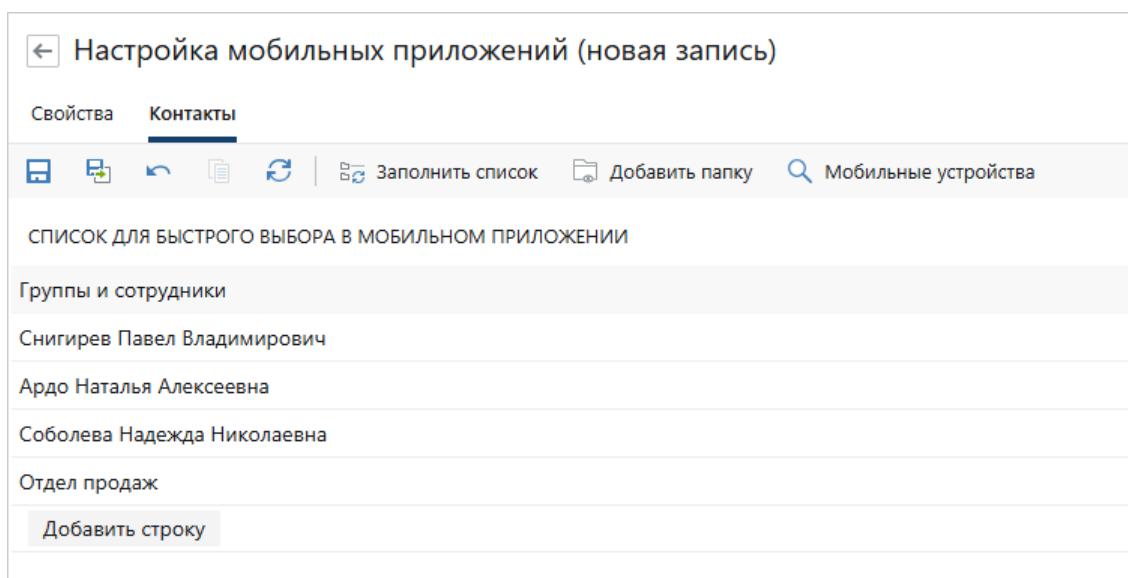 Настройка мобильных приложений (новая запись)
Свойства Контакты
Заполнить список Добавить папку Мобильные устройства
СПИСОК ДЛЯ БЫСТРОГО ВЫБОРА В МОБИЛЬНОМ ПРИЛОЖЕНИИ
Группы и сотрудники
Снигирев Павел Владимирович
Ардо Наталья Алексеевна
Соболева Надежда Николаевна
Отдел продаж
Добавить строку